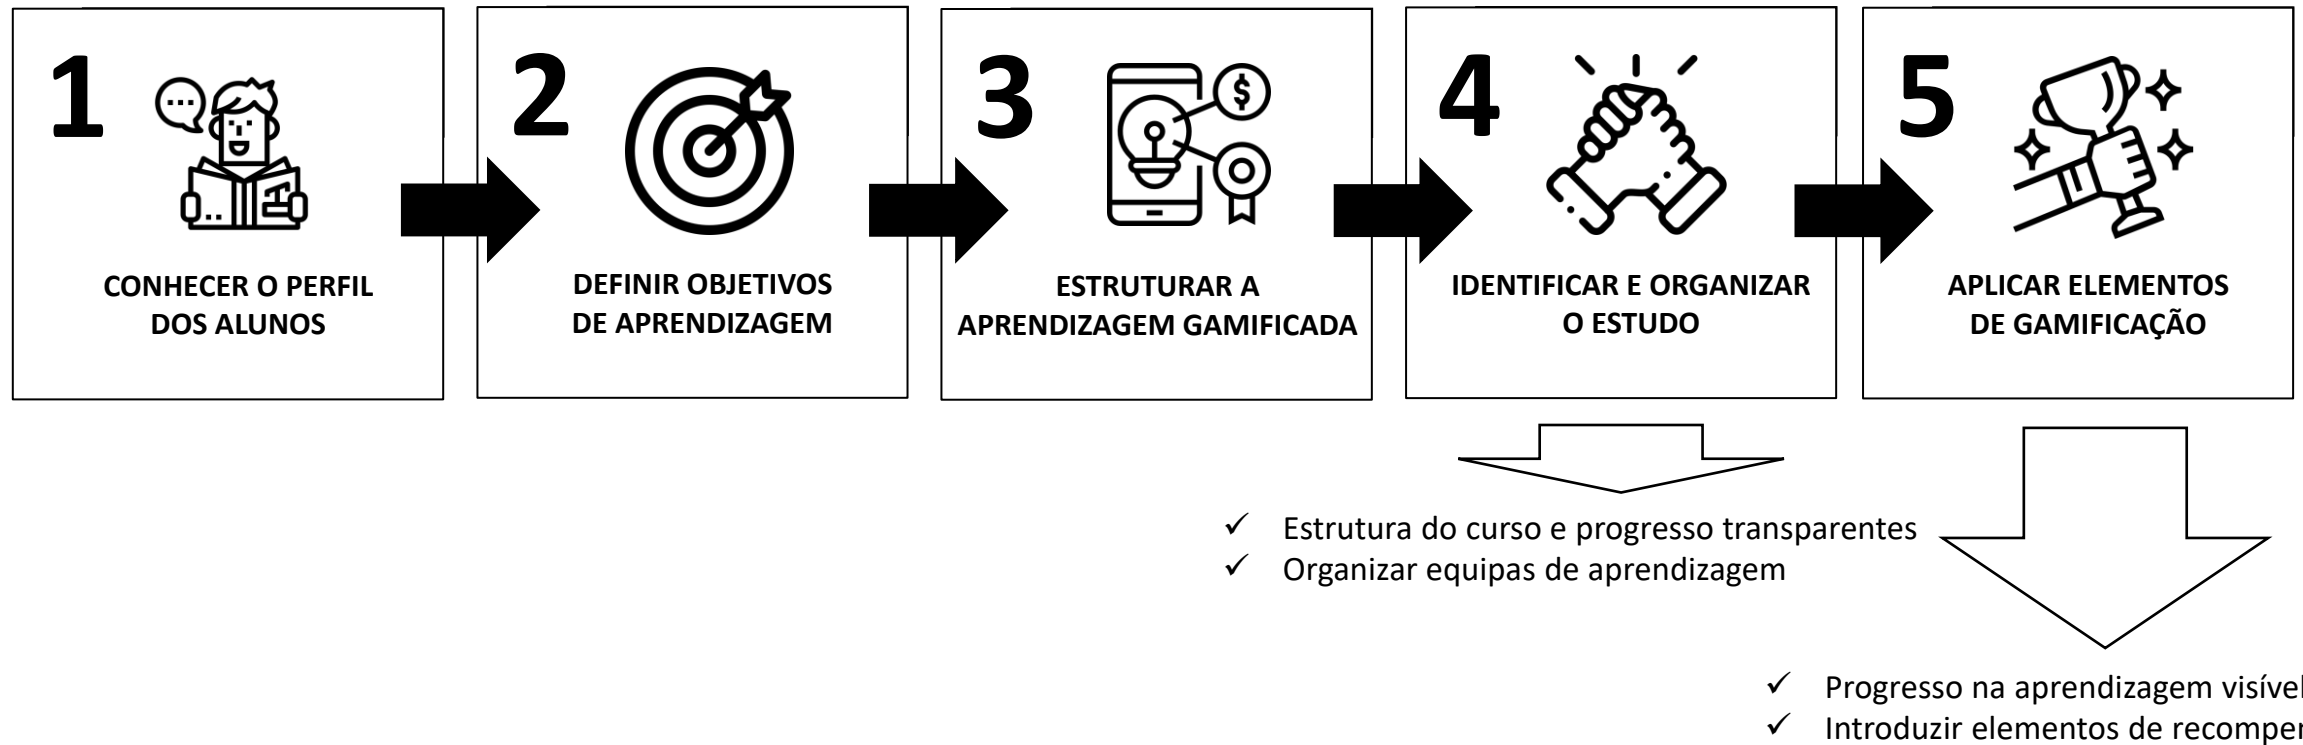 1
CONHECER O PERFIL
DOS ALUNOS
2
DEFINIR OBJETIVOS
DE APRENDIZAGEM
3
$
ESTRUTURAR A
APRENDIZAGEM GAMIFICADA
4
IDENTIFICAR E ORGANIZAR
O ESTUDO
5
APLICAR ELEMENTOS
DE GAMIFICAÇÃO
✓ Estrutura do curso e progresso transparentes
✓ Organizar equipas de aprendizagem
✓ Progresso na aprendizagem visível
✓ Introduzir elementos de